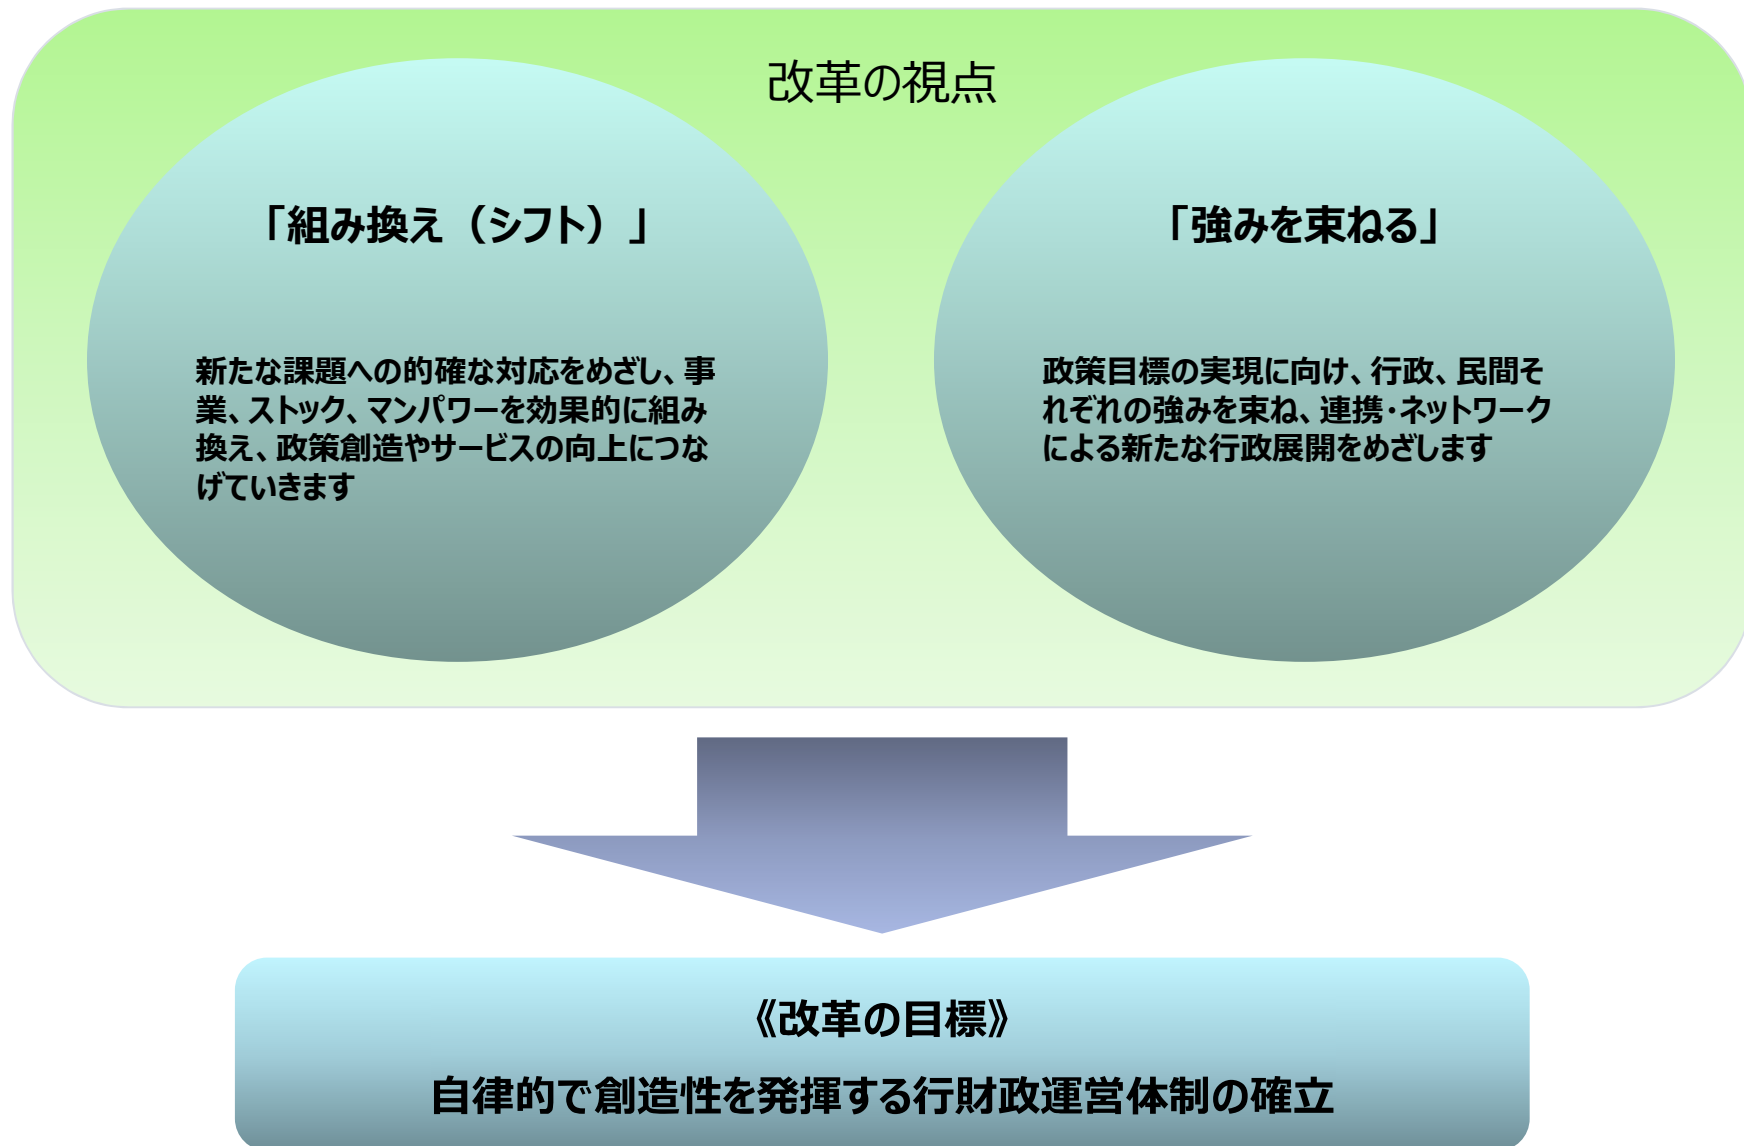 改革の視点
「組み換え（シフト）」
新たな課題への的確な対応をめざし、事
業、ストック、マンパワーを効果的に組み
換え、政策創造やサービスの向上につな
げていきます
「強みを束ねる」
政策目標の実現に向け、行政、民間そ
れぞれの強みを束ね、連携・ネットワーク
による新たな行政展開をめざします
《改革の目標》
自律的で創造性を発揮する行財政運営体制の確立